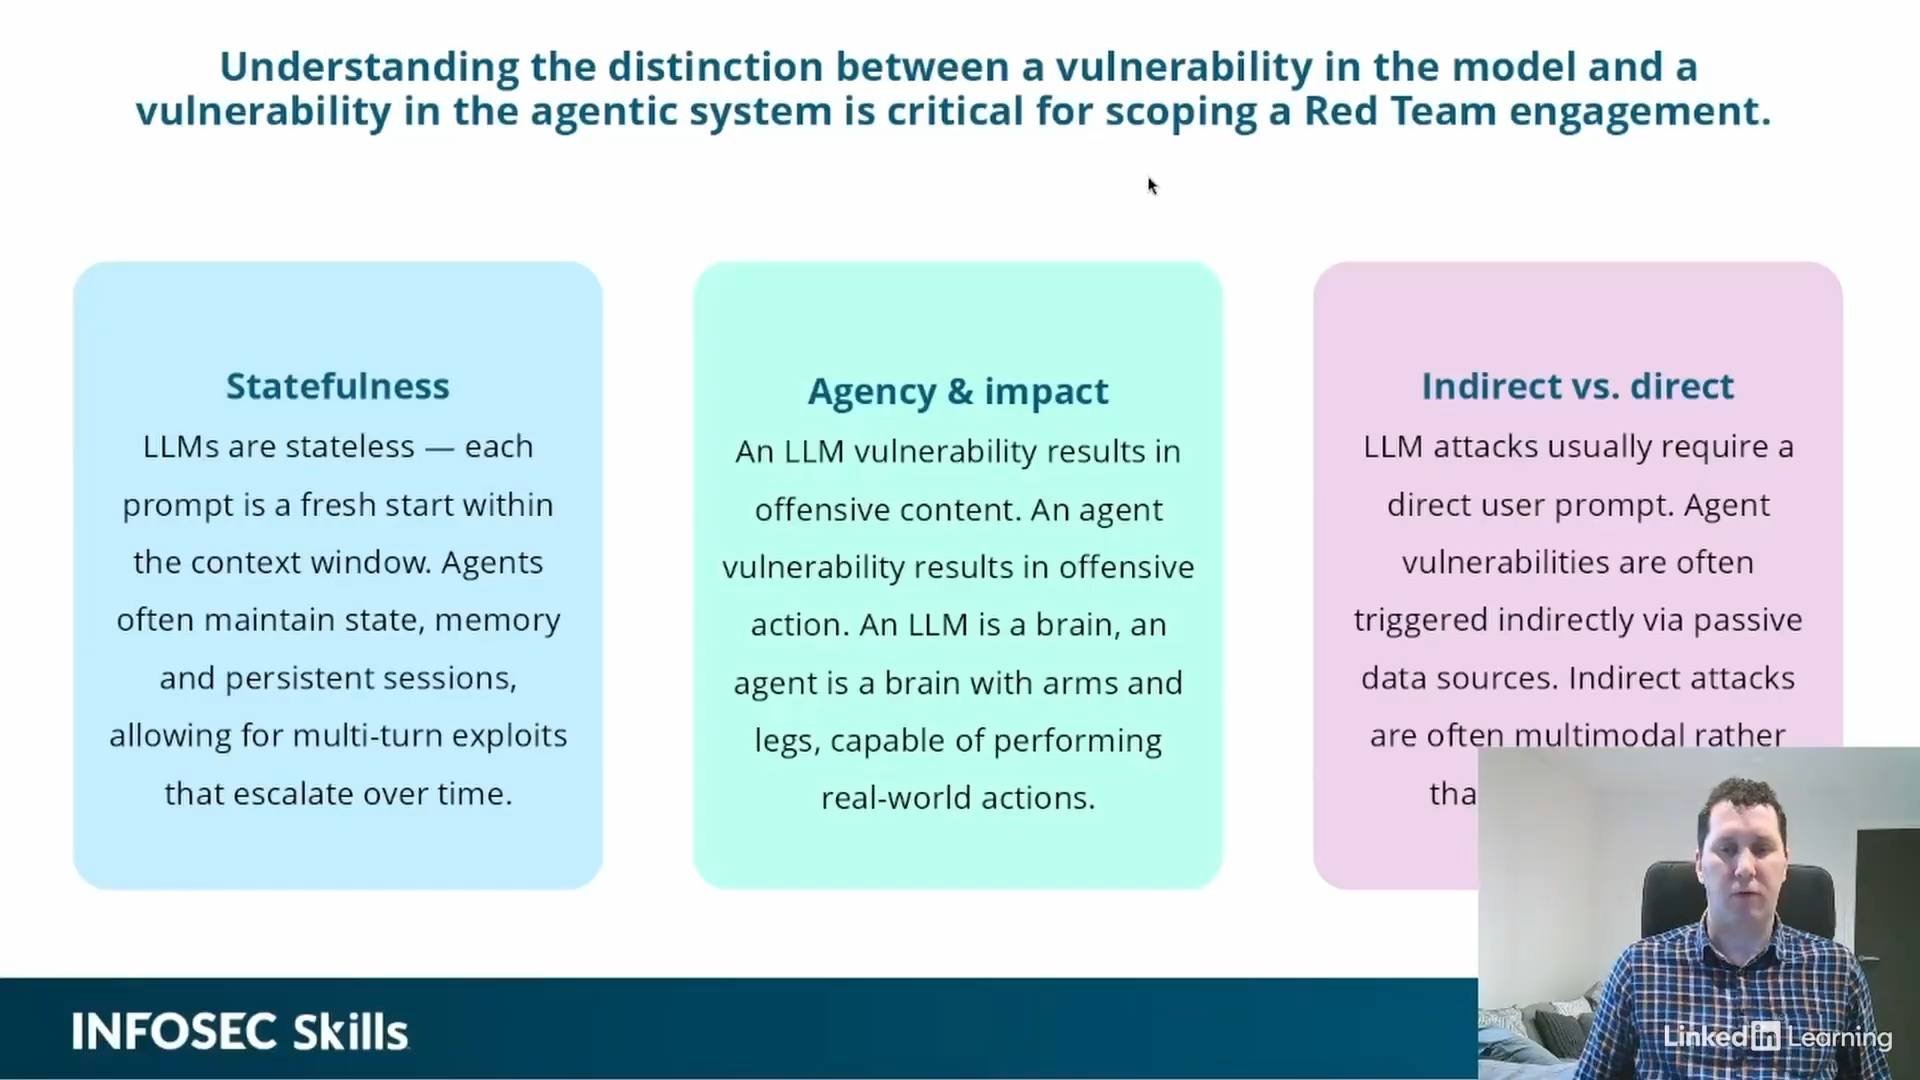 Understanding the distinction between a vulnerability in the model and a
vulnerability in the agentic system is critical for scoping a Red Team engagement.
Statefulness
LLMs are stateless — each
prompt is a fresh start within
the context window. Agents
often maintain state, memory
and persistent sessions,
allowing for multi-turn exploits
that escalate over time.
Agency & impact
An LLM vulnerability results in
offensive content. An agent
vulnerability results in offensive
action. An LLM is a brain, an
agent is a brain with arms and
legs, capable of performing
real-world actions.
Indirect vs. direct
LLM attacks usually require a
direct user prompt. Agent
vulnerabilities are often
triggered indirectly via passive
data sources. Indirect attacks
are often multimodal rather
INFOSEC Skills
LinkedIn Learning